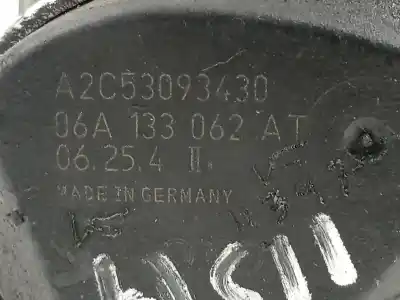 A2C53093430
06A 133 062 AT
06.25.4 II.
MADE IN GERMANY